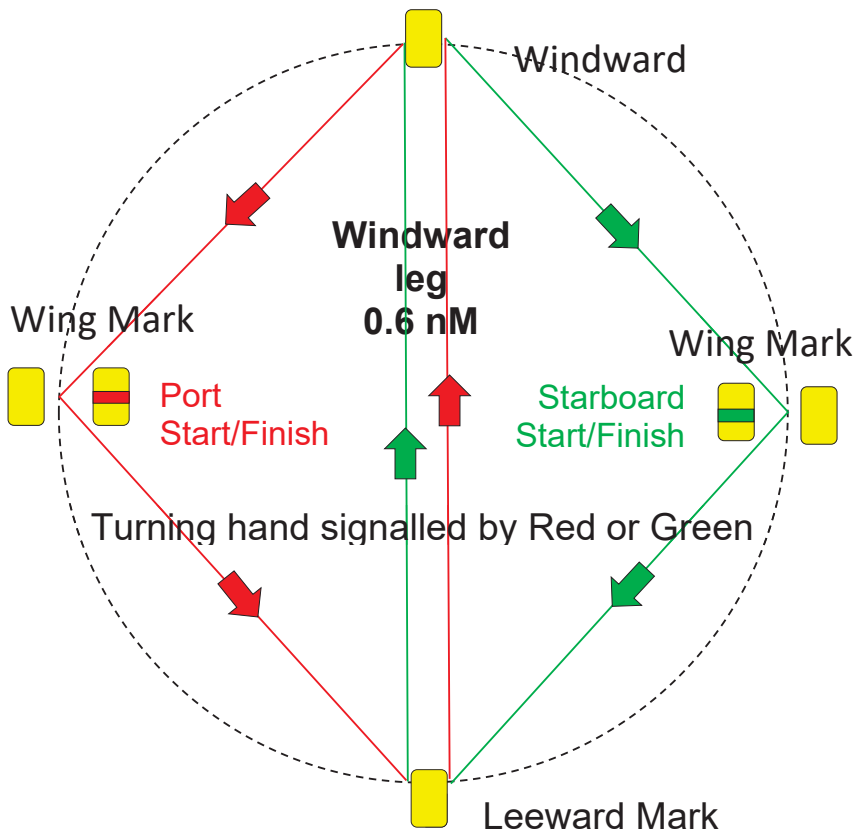 Windward
Windward
leg
0.6 nM
Wing Mark
Wing Mark
Port
Start/Finish
Starboard
Start/Finish
Turning hand signalled by Red or Green
Leeward Mark